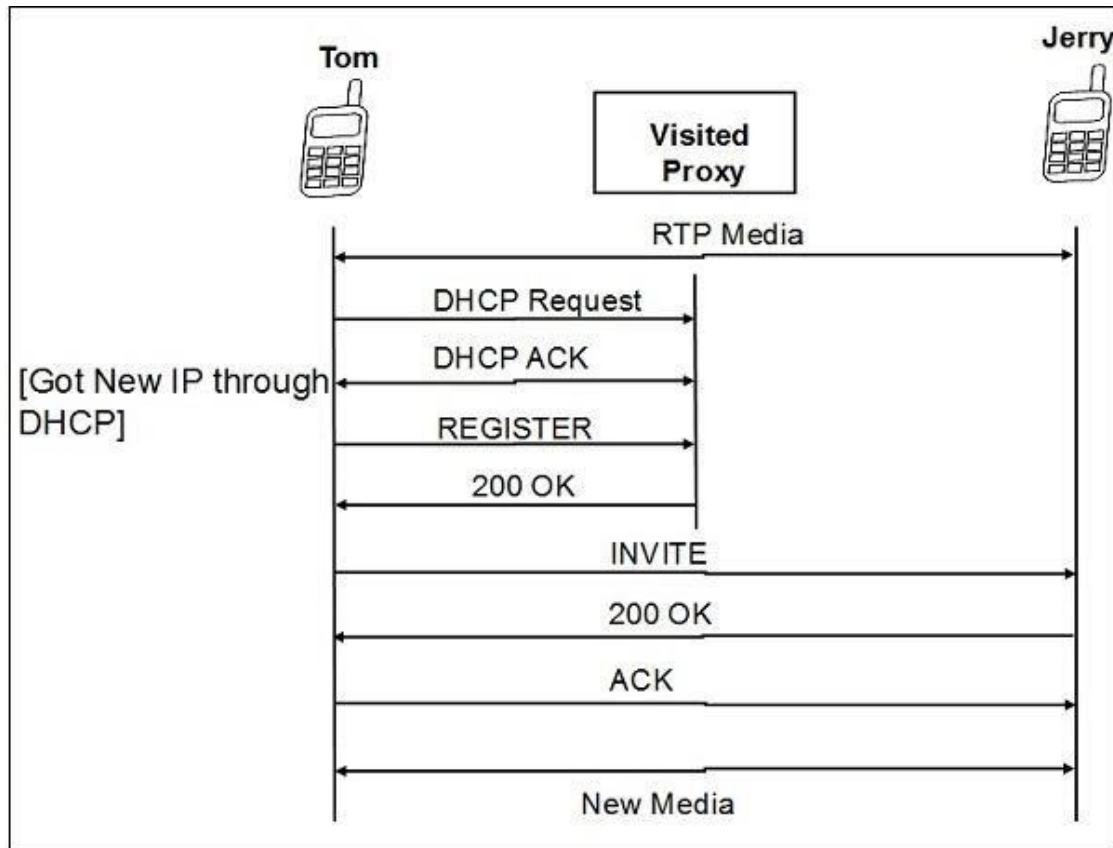 Tom
Jerry
Visited
Proxy
RTP Media
DHCP Request
DHCP ACK
[Got New IP through
DHCP]
REGISTER
200 OK
INVITE
200 OK
ACK
New Media